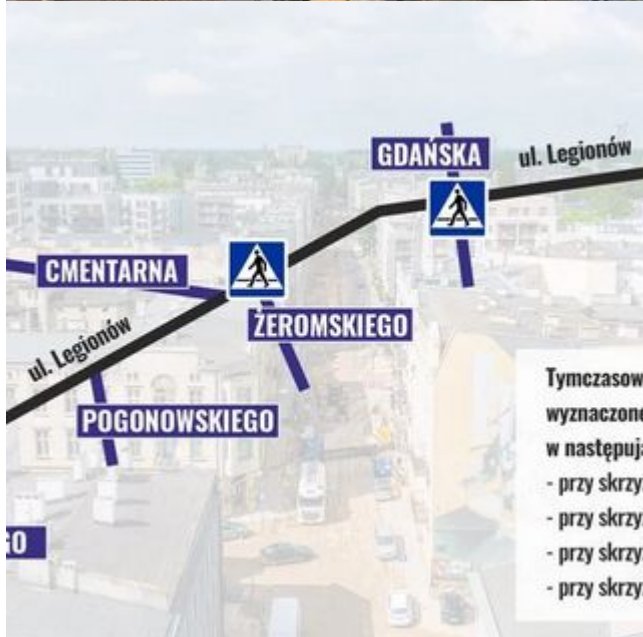 GDAŃSKA
ul. Legionów
CMENTARNA
ŻEROMSKIEGO
ul. Legionów
POGONOWSKIEGO
GO
Tymczasow
wyznaczone
w następują
- przy skrzy
- przy skrzy
- przy skrzy
- przy skrzy